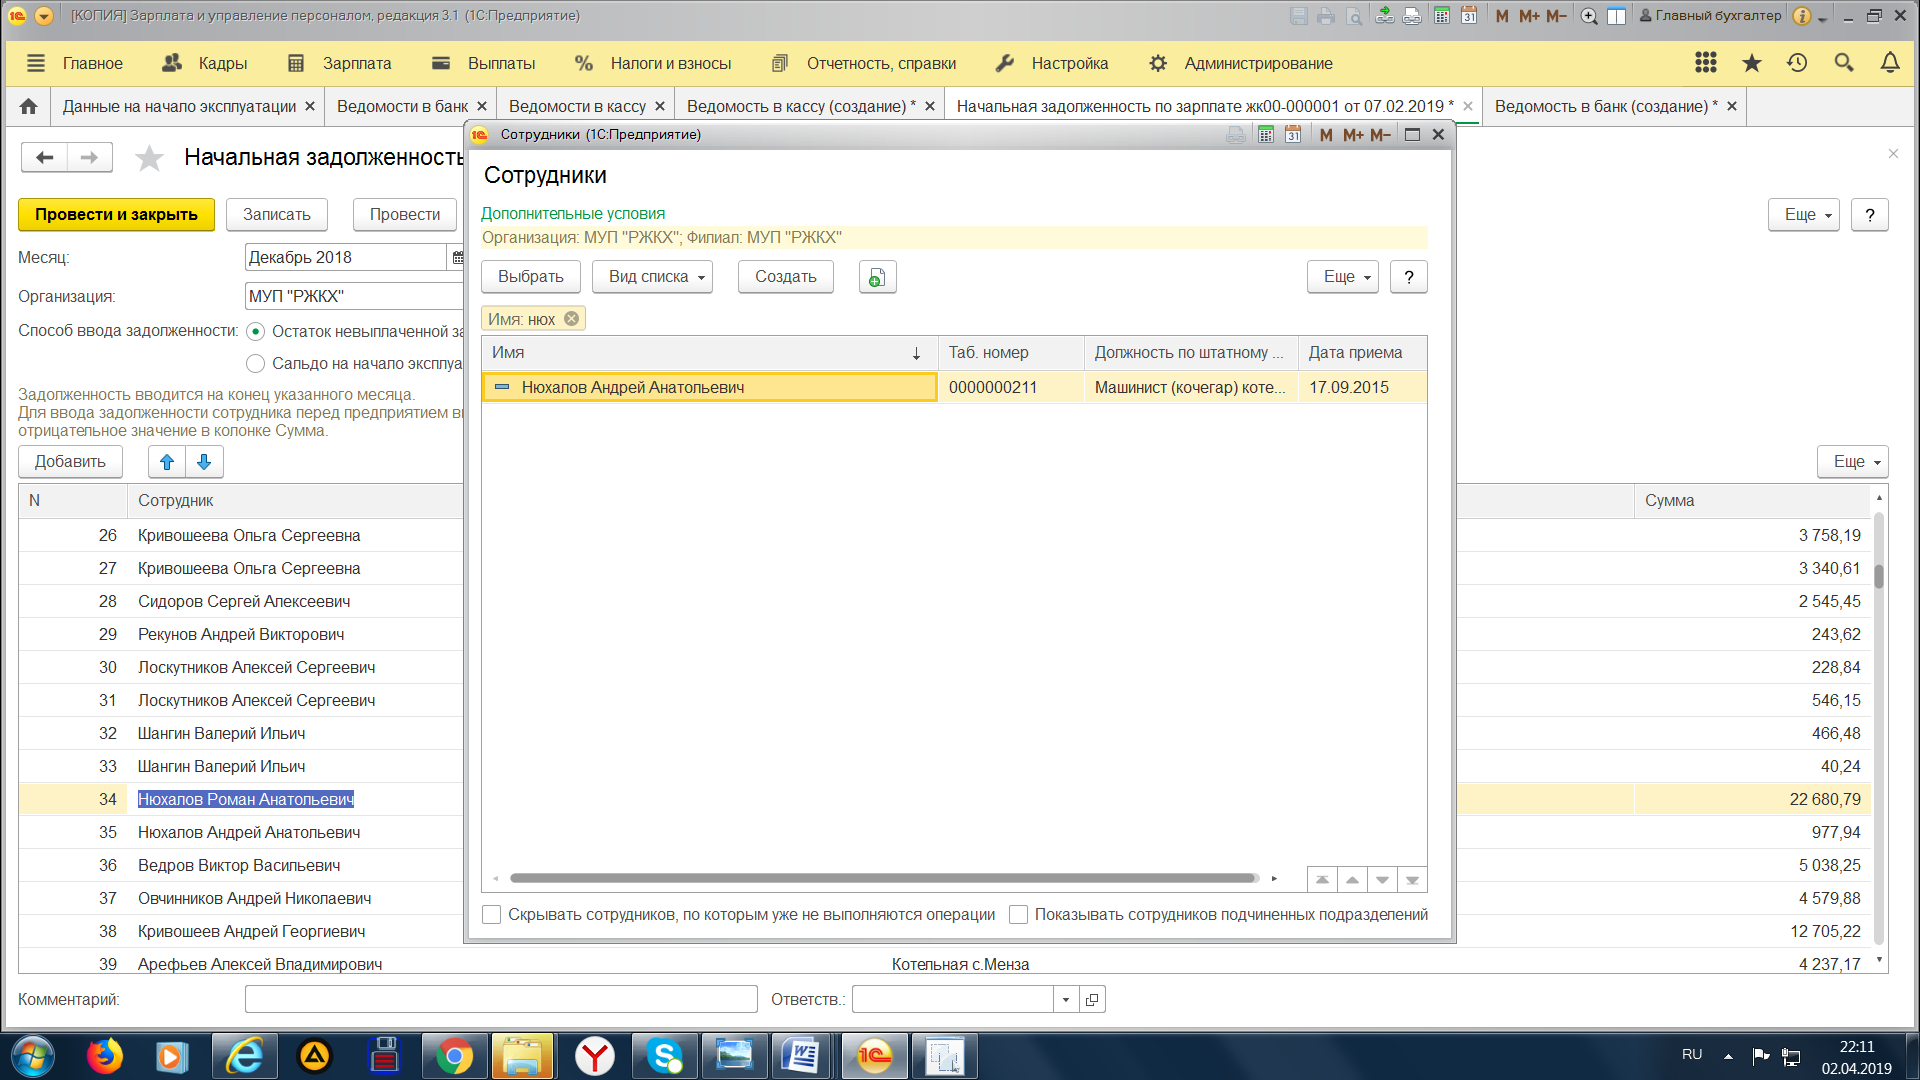 [КОПИЯ] Зарплата и управление персоналом, редакция 3.1 (1С:Предприятие)
M M+ M- Главный бухгалтер
Главное Кадры Зарплата Выплаты Налоги и взносы Отчетность, справки Настройка Администрирование
Данные на начало эксплуатации × Ведомости в банк × Ведомости в кассу × Ведомость в кассу (создание) * × Начальная задолженность по зарплате жк00-000001 от 07.02.2019 * × Ведомость в банк (создание) * ×
Сотрудники (1С:Предприятие)
M M+ M-
Начальная задолженность
Сотрудники
Дополнительные условия
Провести и закрыть Записать Провести
Еще ?
Организация: МУП "РЖКХ"; Филиал: МУП "РЖКХ"
Месяц: Декабрь 2018
Выбрать Вид списка Создать Еще ?
Организация: МУП "РЖКХ"
Имя: нюх
Способ ввода задолженности: Остаток невыплаченной за
Сальдо на начало эксплуа
Имя Таб. номер Должность по штатному ... Дата приема
Нюхалов Андрей Анатольевич 0000000211 Машинист (кочегар) коте... 17.09.2015
Задолженность вводится на конец указанного месяца.
Для ввода задолженности сотрудника перед предприятием в
отрицательное значение в колонке Сумма.
Добавить Еще
N Сотрудник Сумма
26 Кривошеева Ольга Сергеевна 3 758,19
27 Кривошеева Ольга Сергеевна 3 340,61
28 Сидоров Сергей Алексеевич 2 545,45
29 Рекунов Андрей Викторович 243,62
30 Лоскутников Алексей Сергеевич 228,84
31 Лоскутников Алексей Сергеевич 546,15
32 Шангин Валерий Ильич 466,48
33 Шангин Валерий Ильич 40,24
34 Нюхалов Роман Анатольевич 22 680,79
35 Нюхалов Андрей Анатольевич 977,94
36 Ведров Виктор Васильевич 5 038,25
37 Овчинников Андрей Николаевич 4 579,88
38 Кривошеев Андрей Георгиевич 12 705,22
39 Арефьев Алексей Владимирович Котельная с.Менза 4 237,17
Скрывать сотрудников, по которым уже не выполняются операции Показывать сотрудников подчиненных подразделений
Комментарий: Ответств.:
RU 22:11
02.04.2019